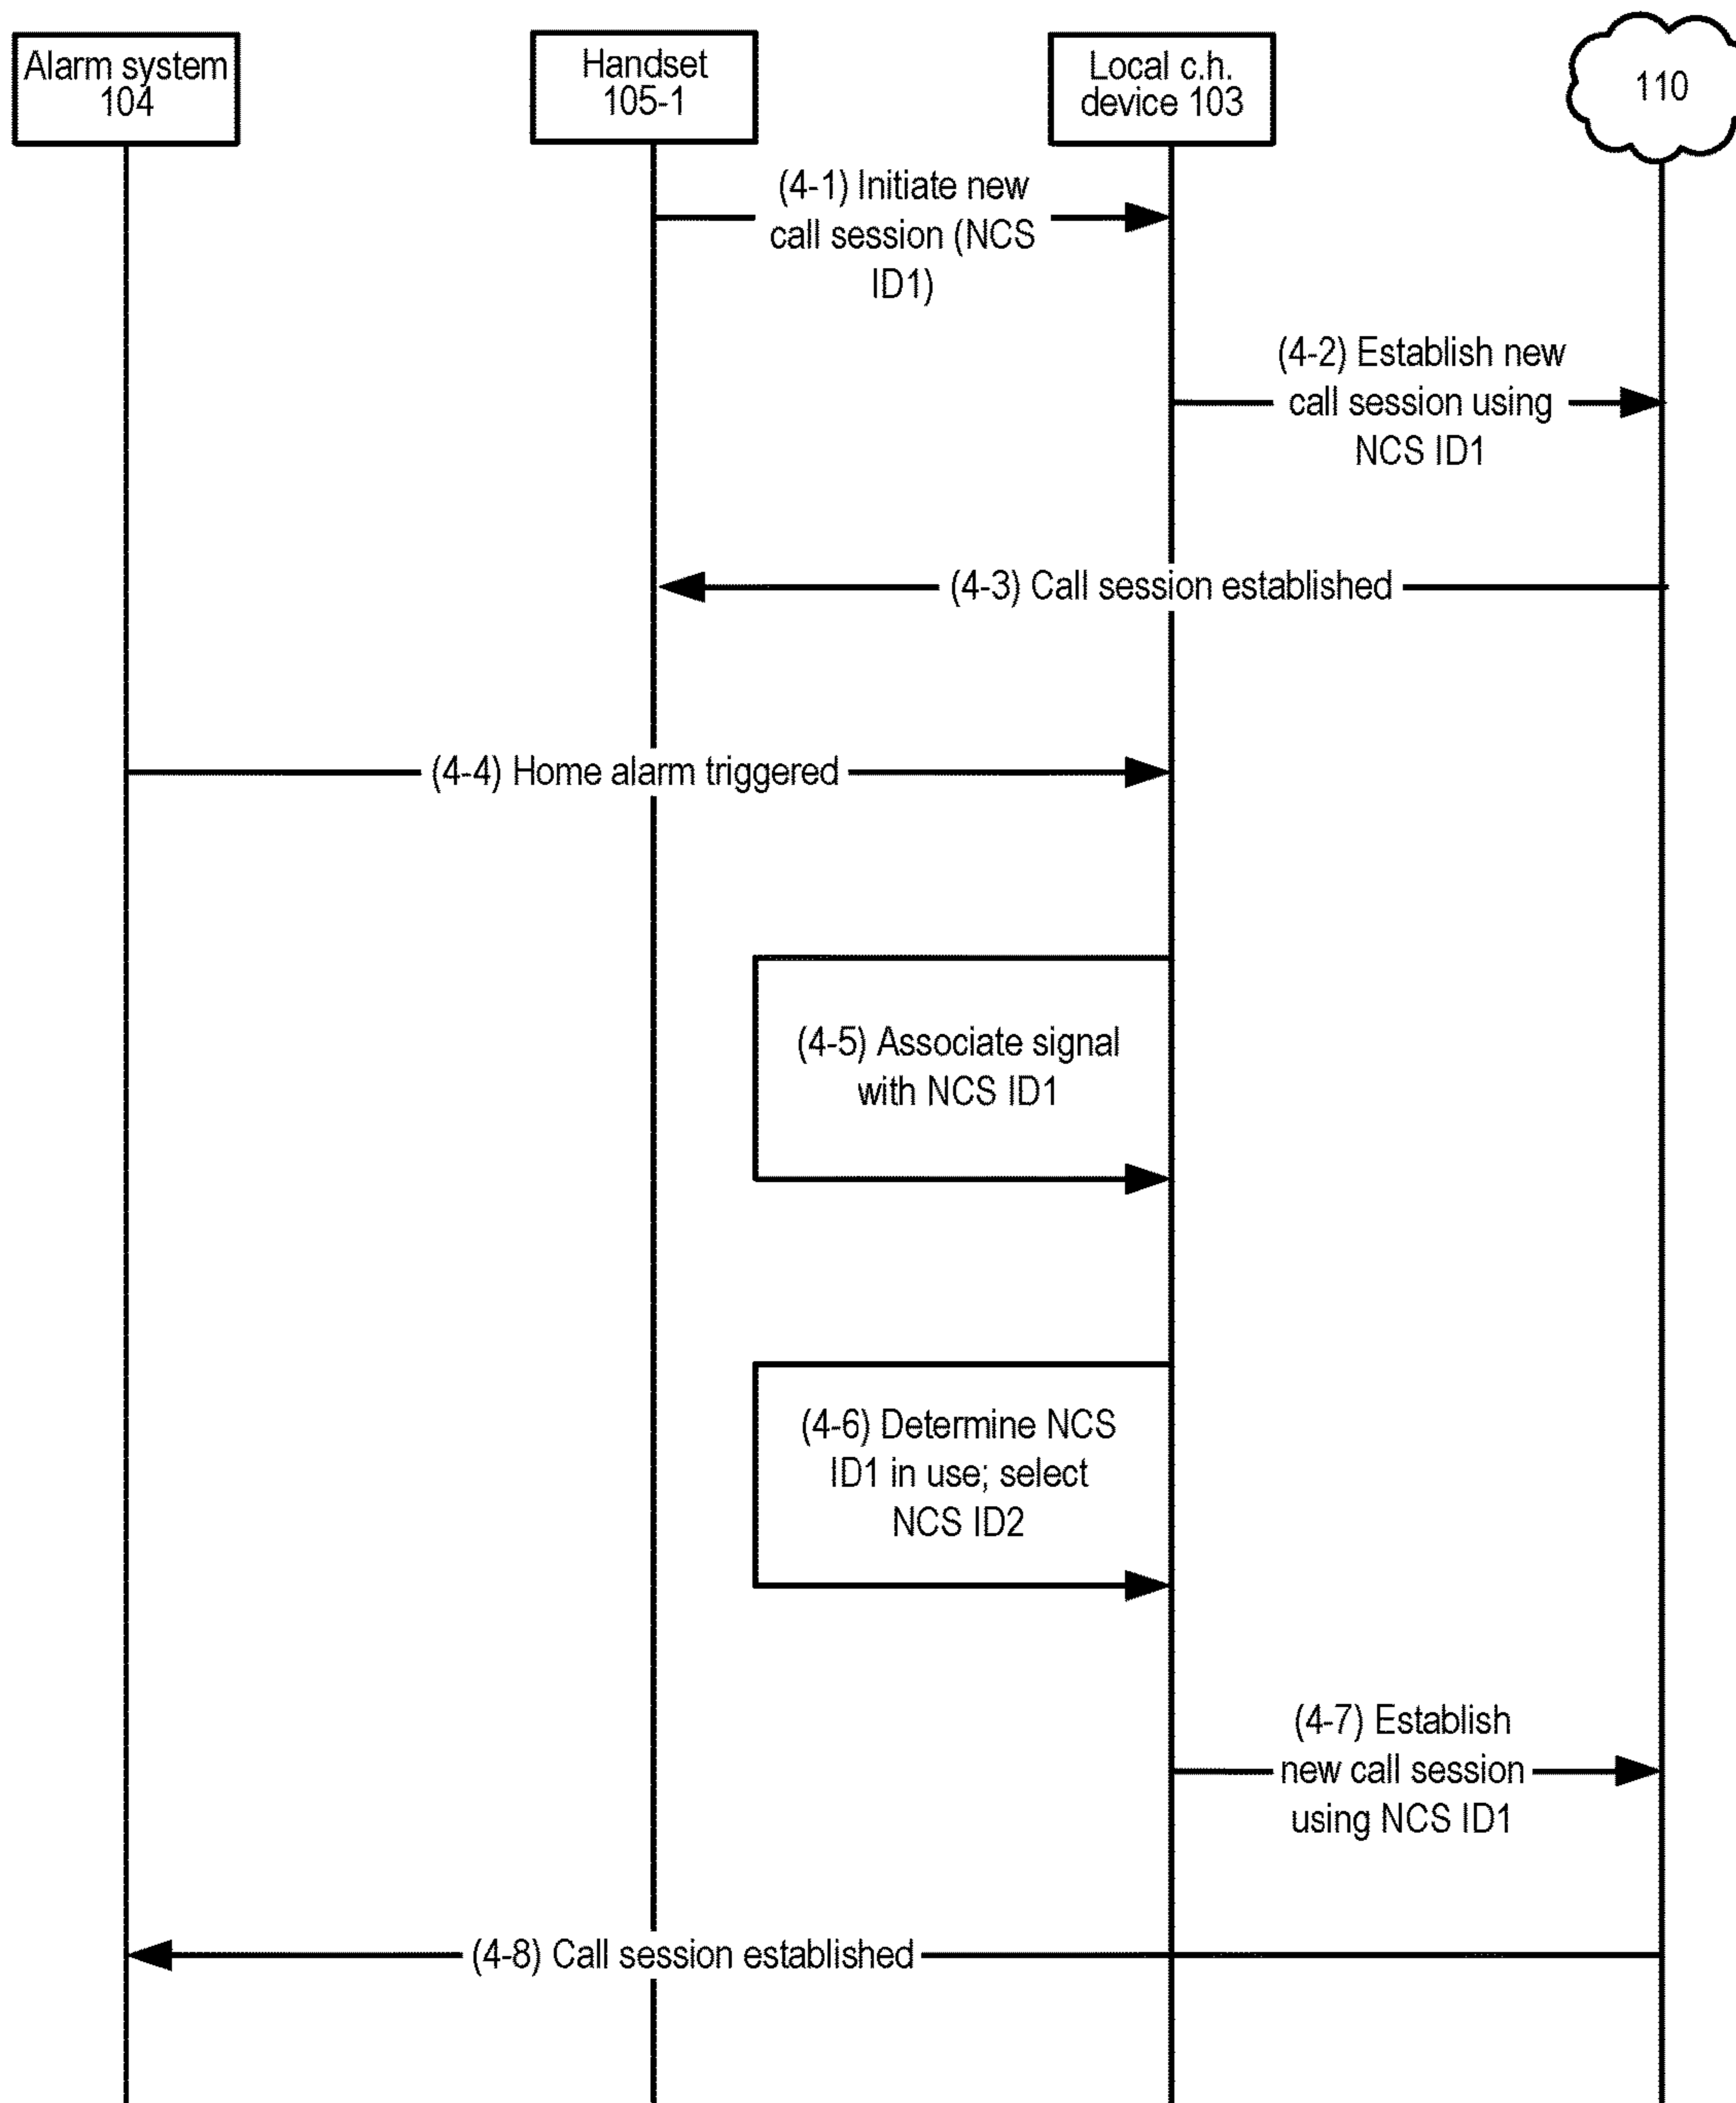 Alarm system
104
Handset
105-1
Local c.h.
device 103
110
(4-1) Initiate new
call session (NCS
ID1)
(4-2) Establish new
call session using
NCS ID1
(4-3) Call session established
(4-4) Home alarm triggered
(4-5) Associate signal
with NCS ID1
(4-6) Determine NCS
ID1 in use; select
NCS ID2
(4-7) Establish
new call session
using NCS ID1
(4-8) Call session established